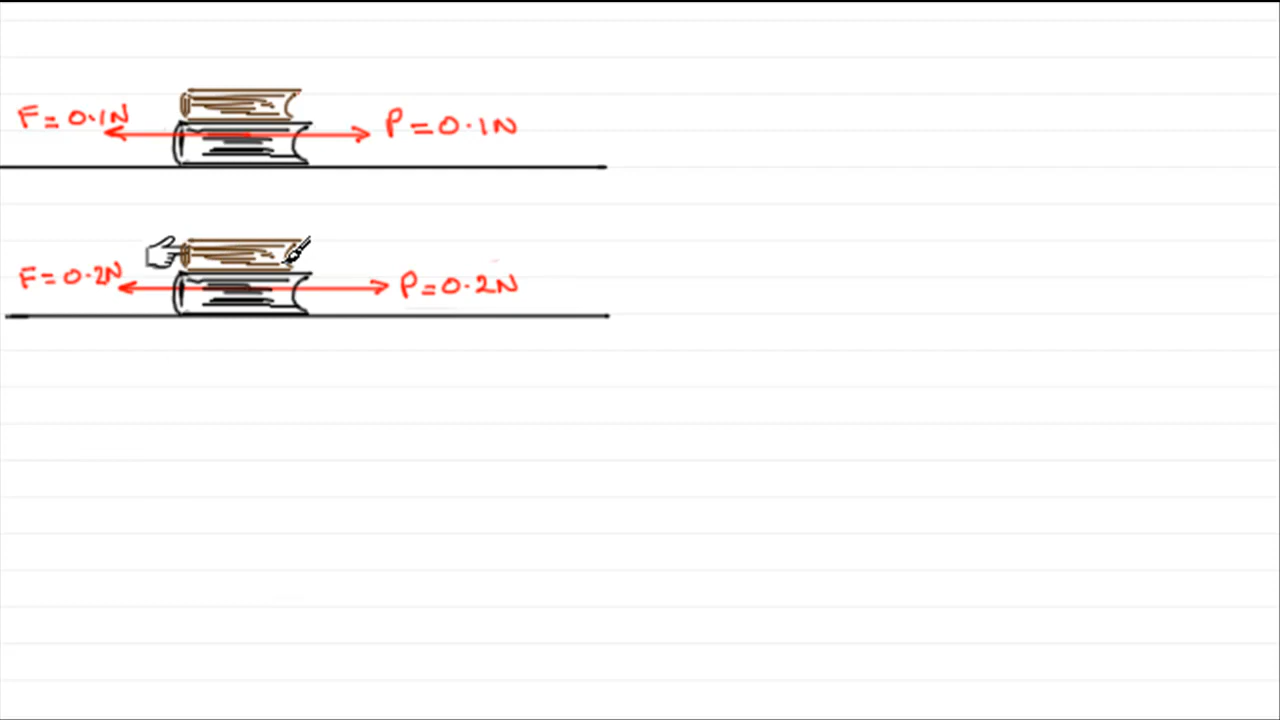 F = 0.1N
P = 0.1N
F = 0.2N
P = 0.2N